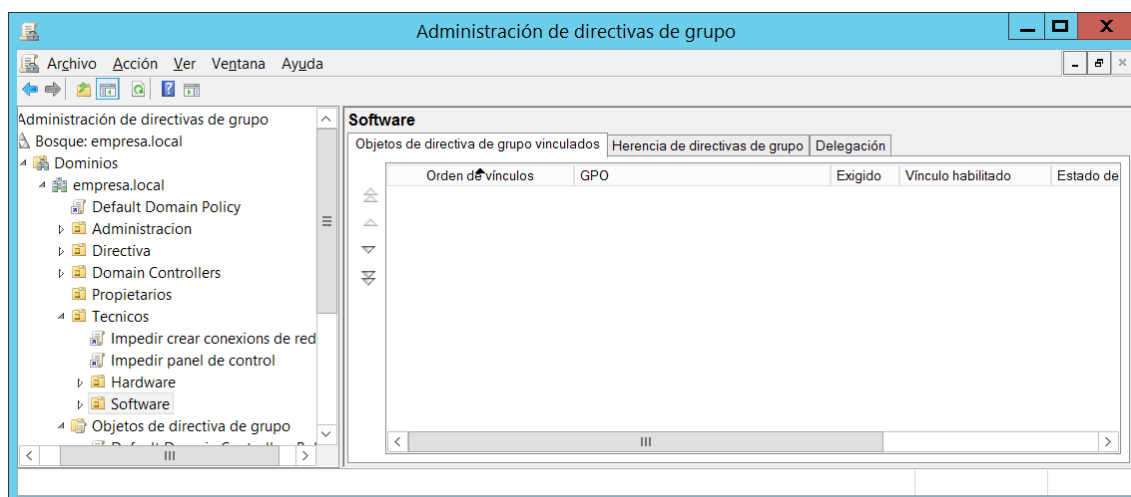 Administración de directivas de grupo
Archivo Acción Ver Ventana Ayuda
Administración de directivas de grupo
Bosque: empresa.local
Dominios
empresa.local
Default Domain Policy
Administracion
Directiva
Domain Controllers
Propietarios
Tecnicos
Impedir crear conexions de red
Impedir panel de control
Hardware
Software
Objetos de directiva de grupo
Software
Objetos de directiva de grupo vinculados Herencia de directivas de grupo Delegación
Orden de vínculos GPO Exigido Vínculo habilitado Estado de